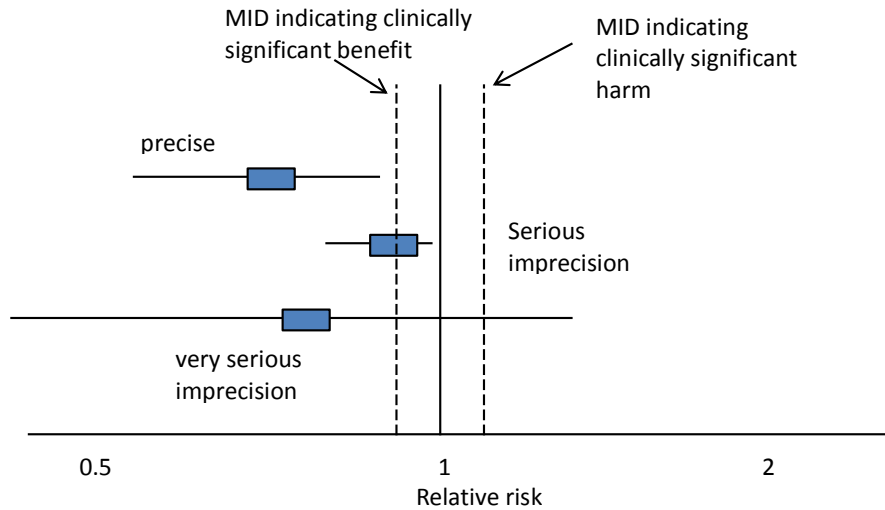 MID indicating clinically
significant benefit
MID indicating
clinically significant
harm
precise
Serious
imprecision
very serious
imprecision
0.5
1
2
Relative risk